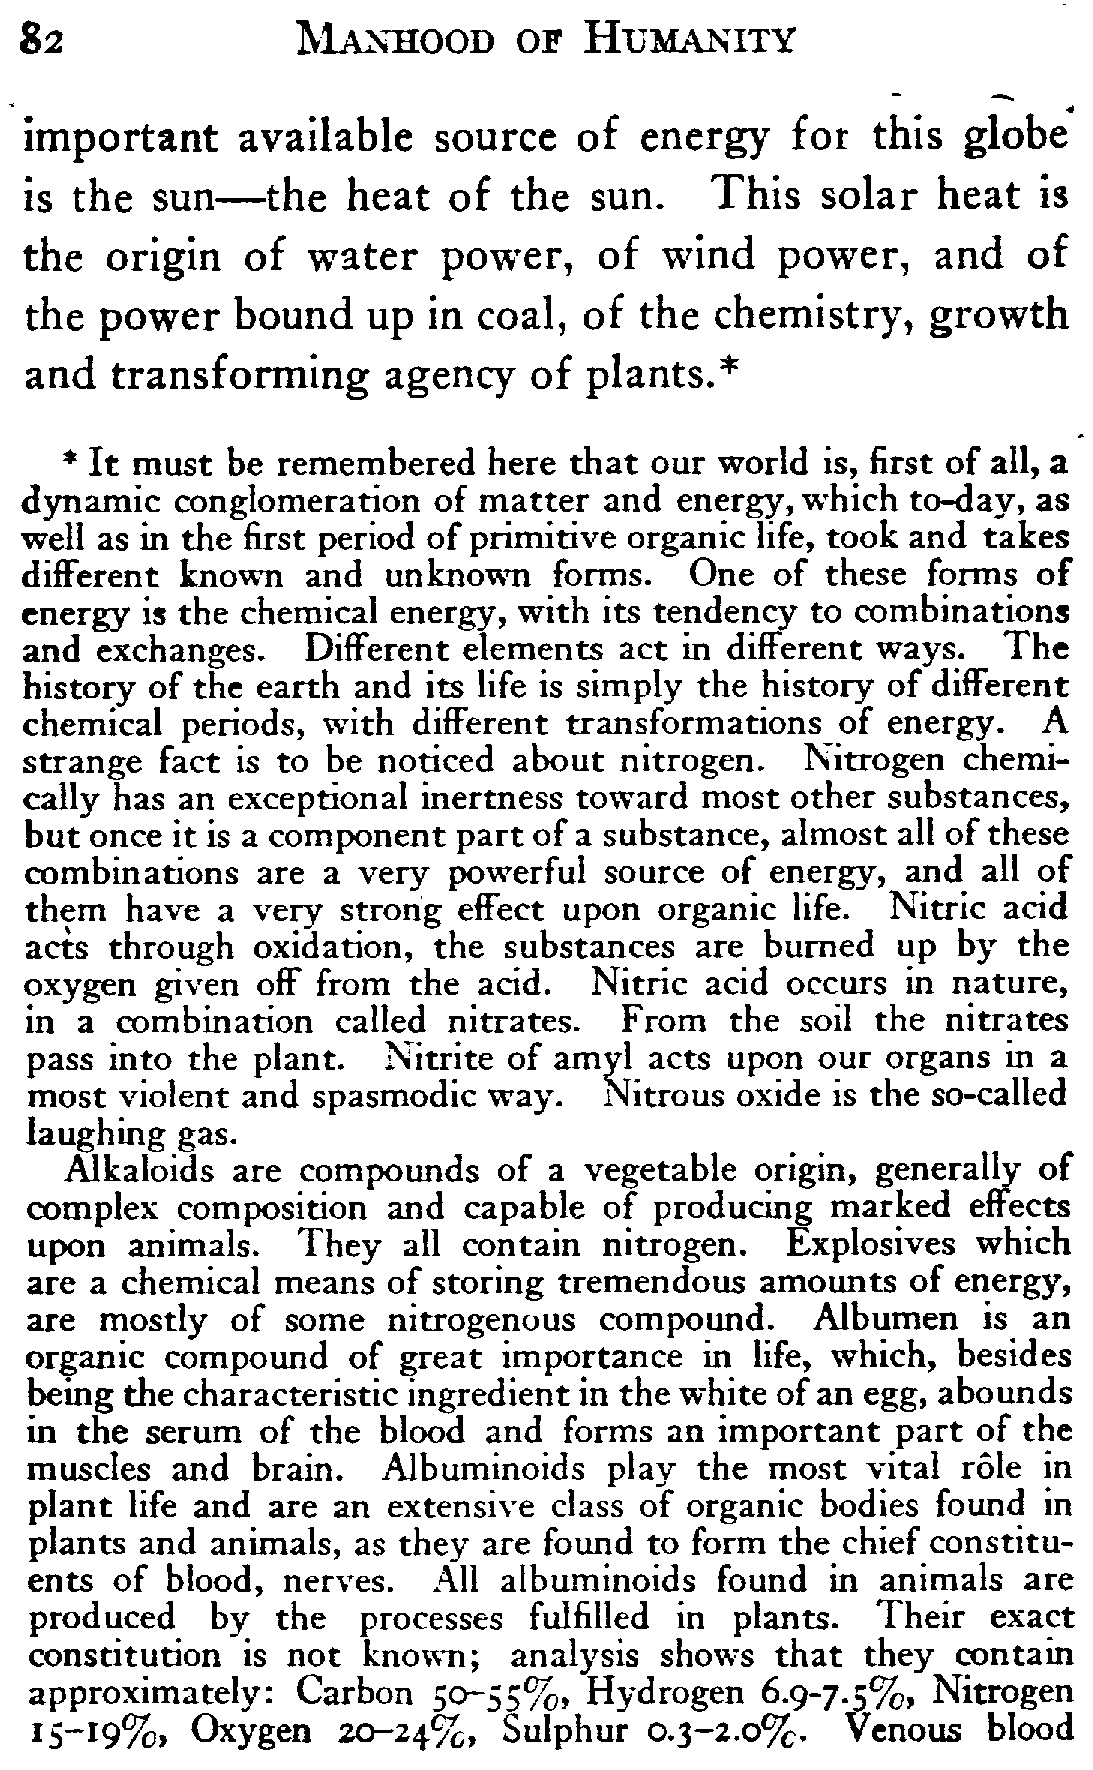 82 MANHOOD OF HUMANITY
important available source of energy for this globe
is the sun—the heat of the sun. This solar heat is
the origin of water power, of wind power, and of
the power bound up in coal, of the chemistry, growth
and transforming agency of plants.*
* It must be remembered here that our world is, first of all, a
dynamic conglomeration of matter and energy, which to-day, as
well as in the first period of primitive organic life, took and takes
different known and unknown forms. One of these forms of
energy is the chemical energy, with its tendency to combinations
and exchanges. Different elements act in different ways. The
history of the earth and its life is simply the history of different
chemical periods, with different transformations of energy. A
strange fact is to be noticed about nitrogen. Nitrogen chemi-
cally has an exceptional inertness toward most other substances,
but once it is a component part of a substance, almost all of these
combinations are a very powerful source of energy, and all of
them have a very strong effect upon organic life. Nitric acid
acts through oxidation, the substances are burned up by the
oxygen given off from the acid. Nitric acid occurs in nature,
in a combination called nitrates. From the soil the nitrates
pass into the plant. Nitrite of amyl acts upon our organs in a
most violent and spasmodic way. Nitrous oxide is the so-called
laughing gas.
Alkaloids are compounds of a vegetable origin, generally of
complex composition and capable of producing marked effects
upon animals. They all contain nitrogen. Explosives which
are a chemical means of storing tremendous amounts of energy,
are mostly of some nitrogenous compound. Albumen is an
organic compound of great importance in life, which, besides
being the characteristic ingredient in the white of an egg, abounds
in the serum of the blood and forms an important part of the
muscles and brain. Albuminoids play the most vital rôle in
plant life and are an extensive class of organic bodies found in
plants and animals, as they are found to form the chief constitu-
ents of blood, nerves. All albuminoids found in animals are
produced by the processes fulfilled in plants. Their exact
constitution is not known; analysis shows that they contain
approximately: Carbon 50–55%, Hydrogen 6.9–7.5%, Nitrogen
15–19%, Oxygen 20–24%, Sulphur 0.3–2.0%. Venous blood